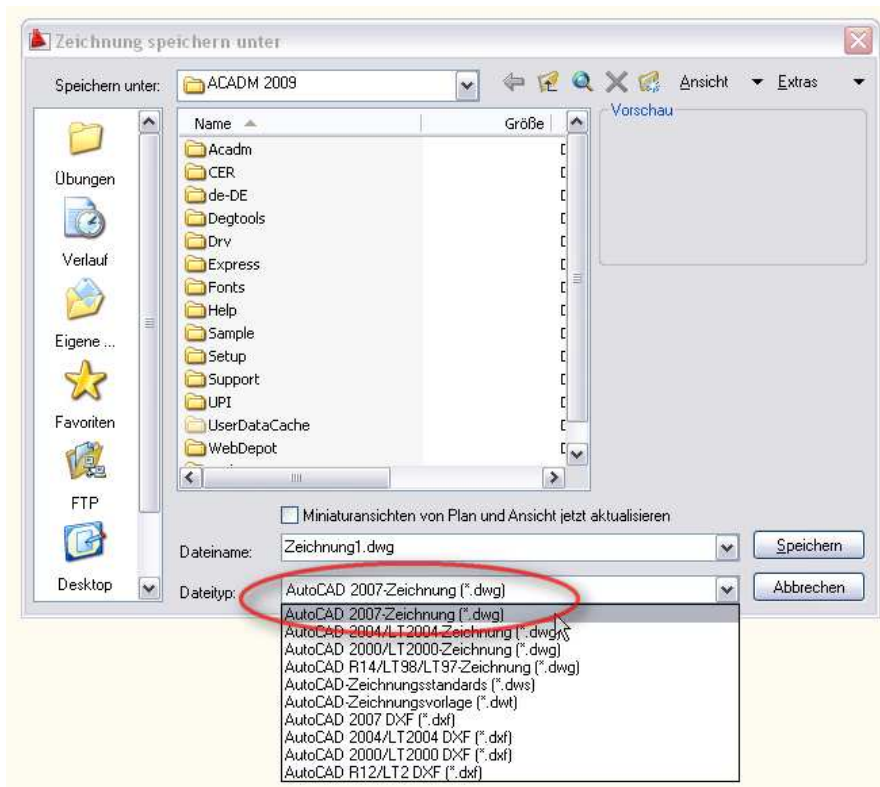 Zeichnung speichern unter
Speichern unter:
ACADM 2009
Ansicht
Extras
Übungen
Verlauf
Eigene ...
Favoriten
FTP
Desktop
Name
Größe
Acadm
CER
de-DE
Degtools
Drv
Express
Fonts
Help
Sample
Setup
Support
UPI
UserDataCache
WebDepot
Vorschau
Miniaturansichten von Plan und Ansicht jetzt aktualisieren
Dateiname:
Zeichnung1.dwg
Speichern
Dateityp:
AutoCAD 2007-Zeichnung (*.dwg)
Abbrechen
AutoCAD 2007-Zeichnung (*.dwg)
AutoCAD 2004/LT2004-Zeichnung (*.dwg)
AutoCAD 2000/LT2000-Zeichnung (*.dwg)
AutoCAD R14/LT98/LT97-Zeichnung (*.dwg)
AutoCAD-Zeichnungsstandards (*.dws)
AutoCAD-Zeichnungsvorlage (*.dwt)
AutoCAD 2007 DXF (*.dxf)
AutoCAD 2004/LT2004 DXF (*.dxf)
AutoCAD 2000/LT2000 DXF (*.dxf)
AutoCAD R12/LT2 DXF (*.dxf)